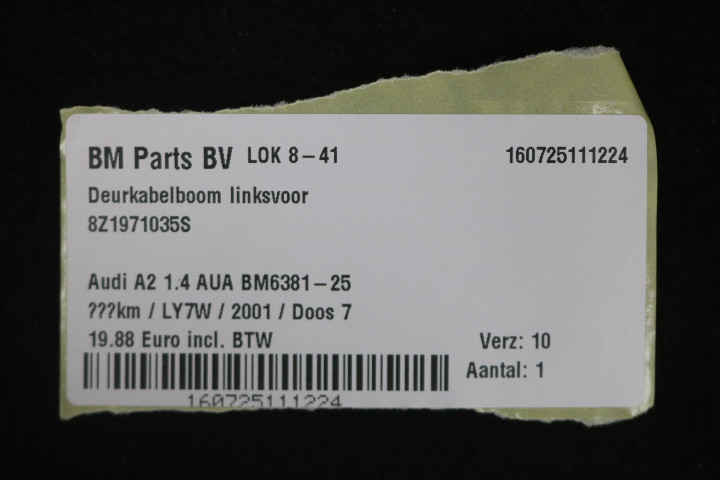 BM Parts BV LOK 8-41 160725111224
Deurkabelboom linksvoor
8Z1971035S
Audi A2 1.4 AUA BM6381-25
???km / LY7W / 2001 / Doos 7
19.88 Euro incl. BTW Verz: 10
Aantal: 1
160725111224